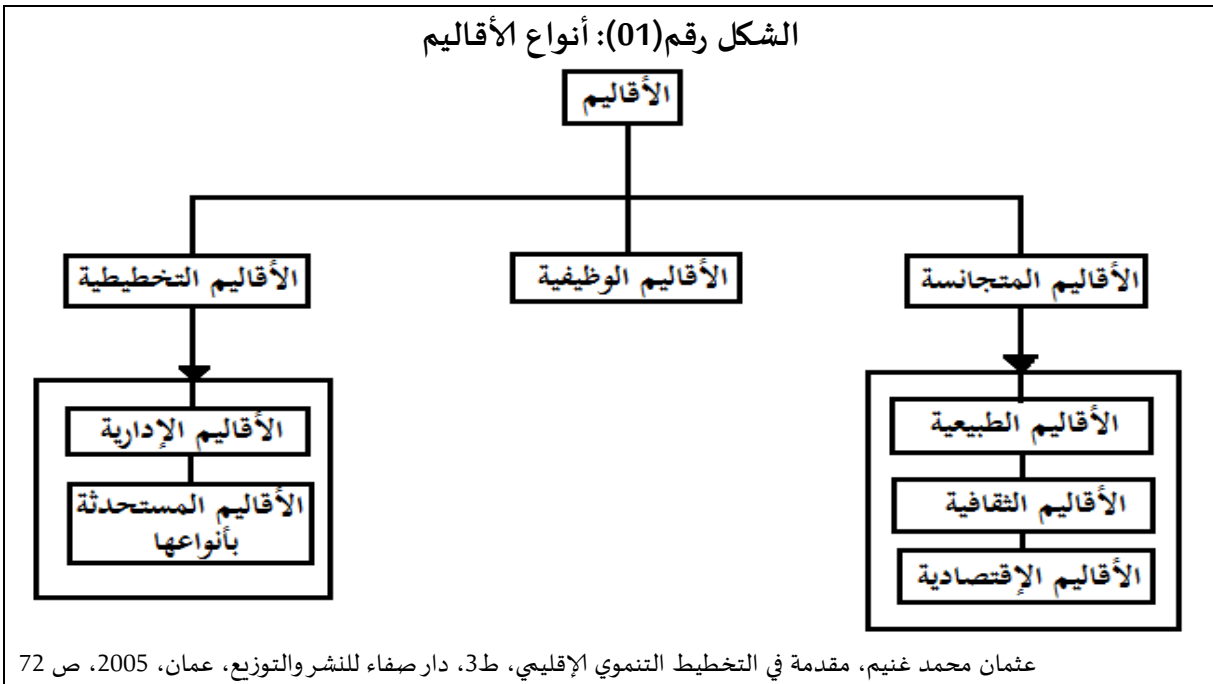 الشكل رقم(01): أنواع الأقاليم
الأقاليم
الأقاليم المتجانسة
الأقاليم الوظيفية
الأقاليم التخطيطية
الأقاليم الطبيعية
الأقاليم الثقافية
الأقاليم الإقتصادية
الأقاليم الإدارية
الأقاليم المستحدثة
بأنواعها
عثمان محمد غنيم، مقدمة في التخطيط التنموي الإقليمي، ط3، دار صفاء للنشر والتوزيع، عمان، 2005، ص 72